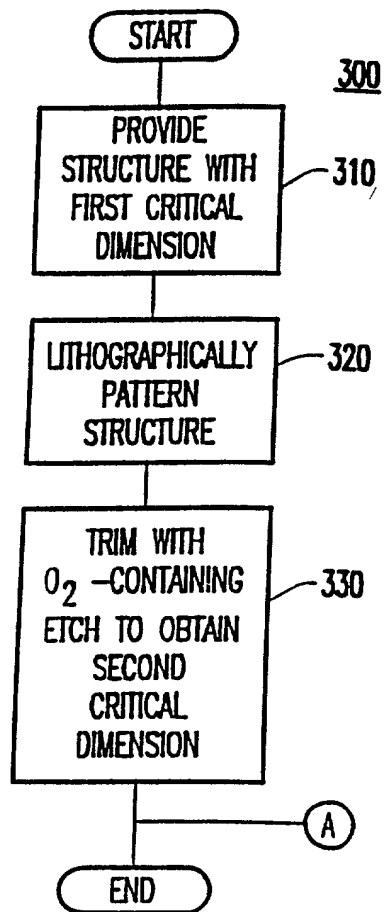 START
300
PROVIDE
STRUCTURE WITH
FIRST CRITICAL
DIMENSION
310
LITHOGRAPHICALLY
PATTERN
STRUCTURE
320
TRIM WITH
O2 -CONTAINING
ETCH TO OBTAIN
SECOND
CRITICAL
DIMENSION
330
A
END